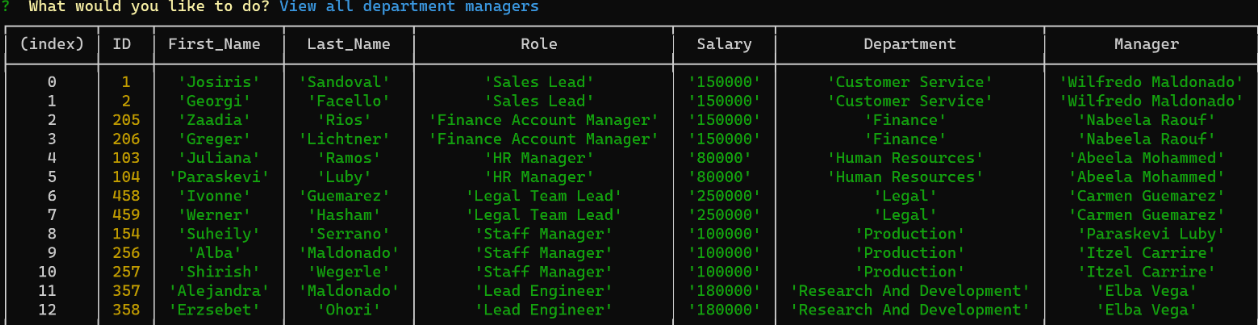 ? What would you like to do? View all department managers
(index) ID First_Name Last_Name Role Salary Department Manager
0 1 'Josiris' 'Sandoval' 'Sales Lead' '150000' 'Customer Service' 'Wilfredo Maldonado'
1 2 'Georgi' 'Facello' 'Sales Lead' '150000' 'Customer Service' 'Wilfredo Maldonado'
2 205 'Zaadia' 'Rios' 'Finance Account Manager' '150000' 'Finance' 'Nabeela Raouf'
3 206 'Greger' 'Lichtner' 'Finance Account Manager' '150000' 'Finance' 'Nabeela Raouf'
4 103 'Juliana' 'Ramos' 'HR Manager' '80000' 'Human Resources' 'Abeela Mohammed'
5 104 'Paraskevi' 'Luby' 'HR Manager' '80000' 'Human Resources' 'Abeela Mohammed'
6 458 'Ivonne' 'Guemarez' 'Legal Team Lead' '250000' 'Legal' 'Carmen Guemarez'
7 459 'Werner' 'Hasham' 'Legal Team Lead' '250000' 'Legal' 'Carmen Guemarez'
8 154 'Suheily' 'Serrano' 'Staff Manager' '100000' 'Production' 'Paraskevi Luby'
9 256 'Alba' 'Maldonado' 'Staff Manager' '100000' 'Production' 'Itzel Carrire'
10 257 'Shirish' 'Wegerle' 'Staff Manager' '100000' 'Production' 'Itzel Carrire'
11 357 'Alejandra' 'Maldonado' 'Lead Engineer' '180000' 'Research And Development' 'Elba Vega'
12 358 'Erzsebet' 'Ohori' 'Lead Engineer' '180000' 'Research And Development' 'Elba Vega'